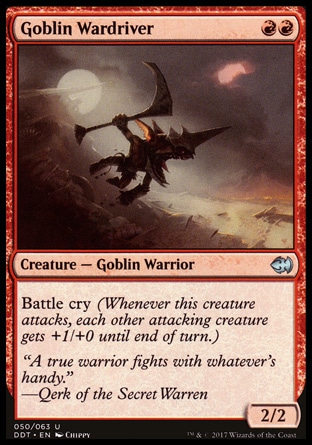 Goblin Wardriver
Creature — Goblin Warrior
Battle cry (Whenever this creature
attacks, each other attacking creature
gets +1/+0 until end of turn.)
“A true warrior fights with whatever’s
handy.”
—Qerk of the Secret Warren
2/2
050/063 U
DDT • EN Chippy
™ & © 2017 Wizards of the Coast